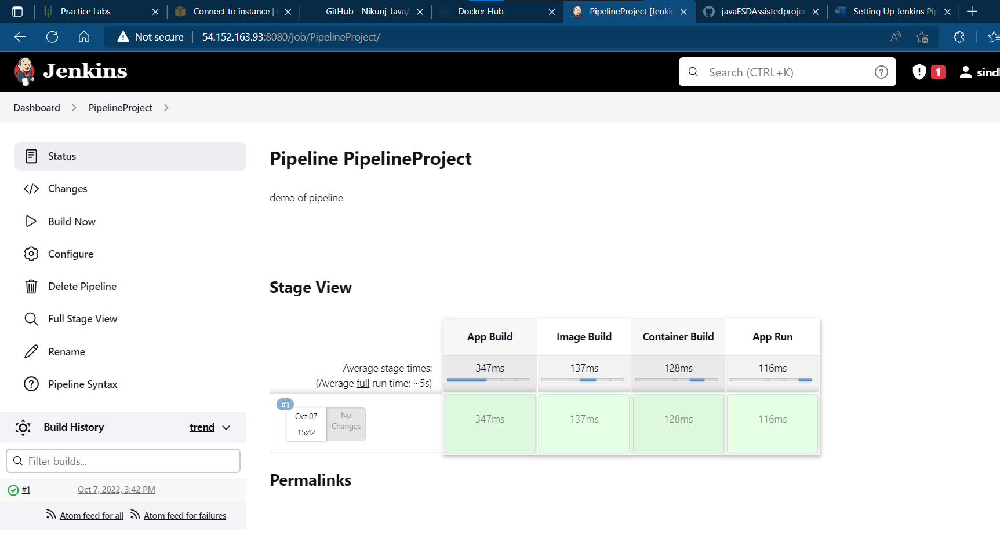 Practice Labs
Connect to instance |
GitHub - Nikunj-Java/
Docker Hub
PipelineProject [Jenkin
javaFSDAssistedprojec
Setting Up Jenkins Pip
Not secure
54.152.163.93:8080/job/PipelineProject/
Jenkins
Search (CTRL+K)
1
Dashboard
PipelineProject
Status
Changes
Build Now
Configure
Delete Pipeline
Full Stage View
Rename
Pipeline Syntax
Build History
trend
Filter builds...
#1
Oct 7, 2022, 3:42 PM
Atom feed for all
Atom feed for failures
Pipeline PipelineProject
demo of pipeline
Stage View
App Build
Image Build
Container Build
App Run
Average stage times:
(Average full run time: ~5s)
347ms
137ms
128ms
116ms
#1
Oct 07
15:42
No
Changes
347ms
137ms
128ms
116ms
Permalinks